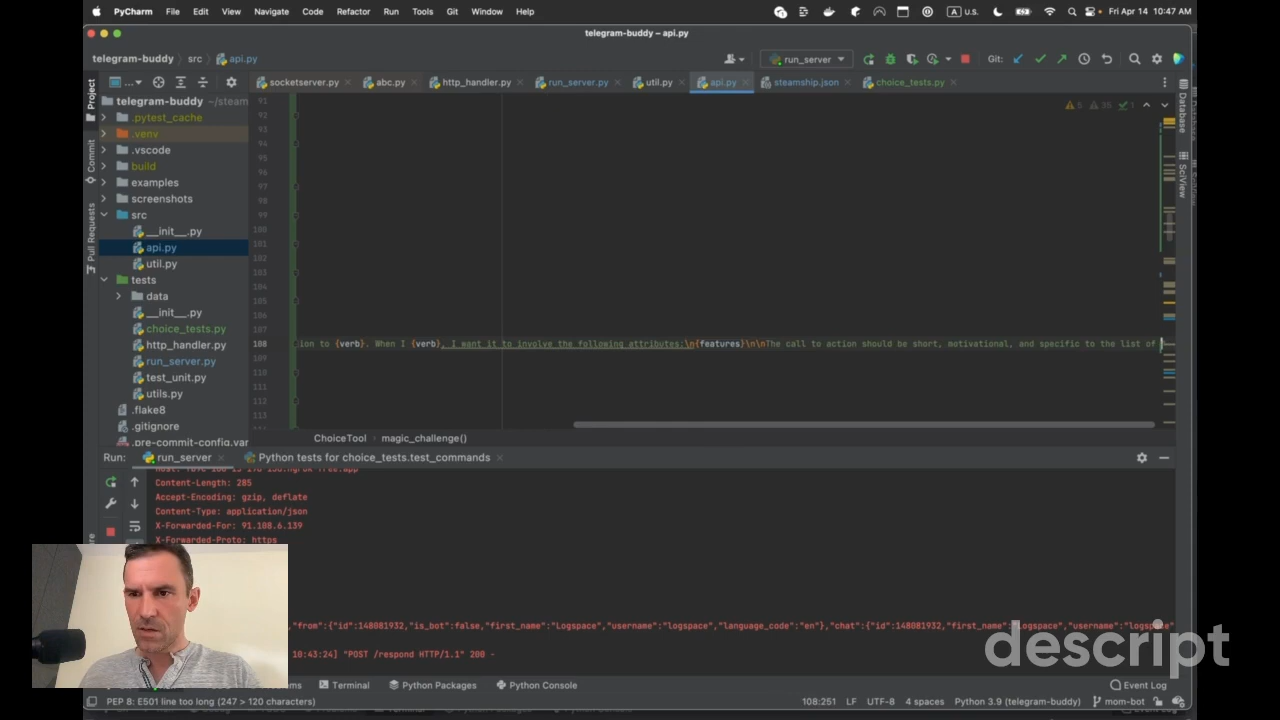 PyCharm File Edit View Navigate Code Refactor Run Tools Git Window Help A U.S. Fri Apr 14 10:47 AM
telegram-buddy – api.py
telegram-buddy src api.py run_server Git:
socketserver.py abc.py http_handler.py run_server.py util.py api.py steamship.json choice_tests.py
Project
Commit
Pull Requests
Database
SciView
telegram-buddy ~/steam
.pytest_cache
.venv
.vscode
build
examples
screenshots
src
__init__.py
api.py
util.py
tests
data
__init__.py
choice_tests.py
http_handler.py
run_server.py
test_unit.py
utils.py
.flake8
.gitignore
.pre-commit-config.yar
91
92
93
94
95
96
97
98
99
100
101
102
103
104
105
106
107
108 ion to {verb}. When I {verb}, I want it to involve the following attributes:\n{features}\n\nThe call to action should be short, motivational, and specific to the list of
109
110
111
112
113
5 35 1
ChoiceTool magic_challenge()
Run: run_server Python tests for choice_tests.test_commands
Content-Length: 285
Accept-Encoding: gzip, deflate
Content-Type: application/json
X-Forwarded-For: 91.108.6.139
X-Forwarded-Proto: https
,"from":{"id":148081932,"is_bot":false,"first_name":"Logspace","username":"logspace","language_code":"en"},"chat":{"id":148081932,"first_name":"Logspace","username":"logspace"
10:43:24] "POST /respond HTTP/1.1" 200 -
descript
Terminal Python Packages Python Console Event Log
PEP 8: E501 line too long (247 > 120 characters) 108:251 LF UTF-8 4 spaces Python 3.9 (telegram-buddy) mom-bot